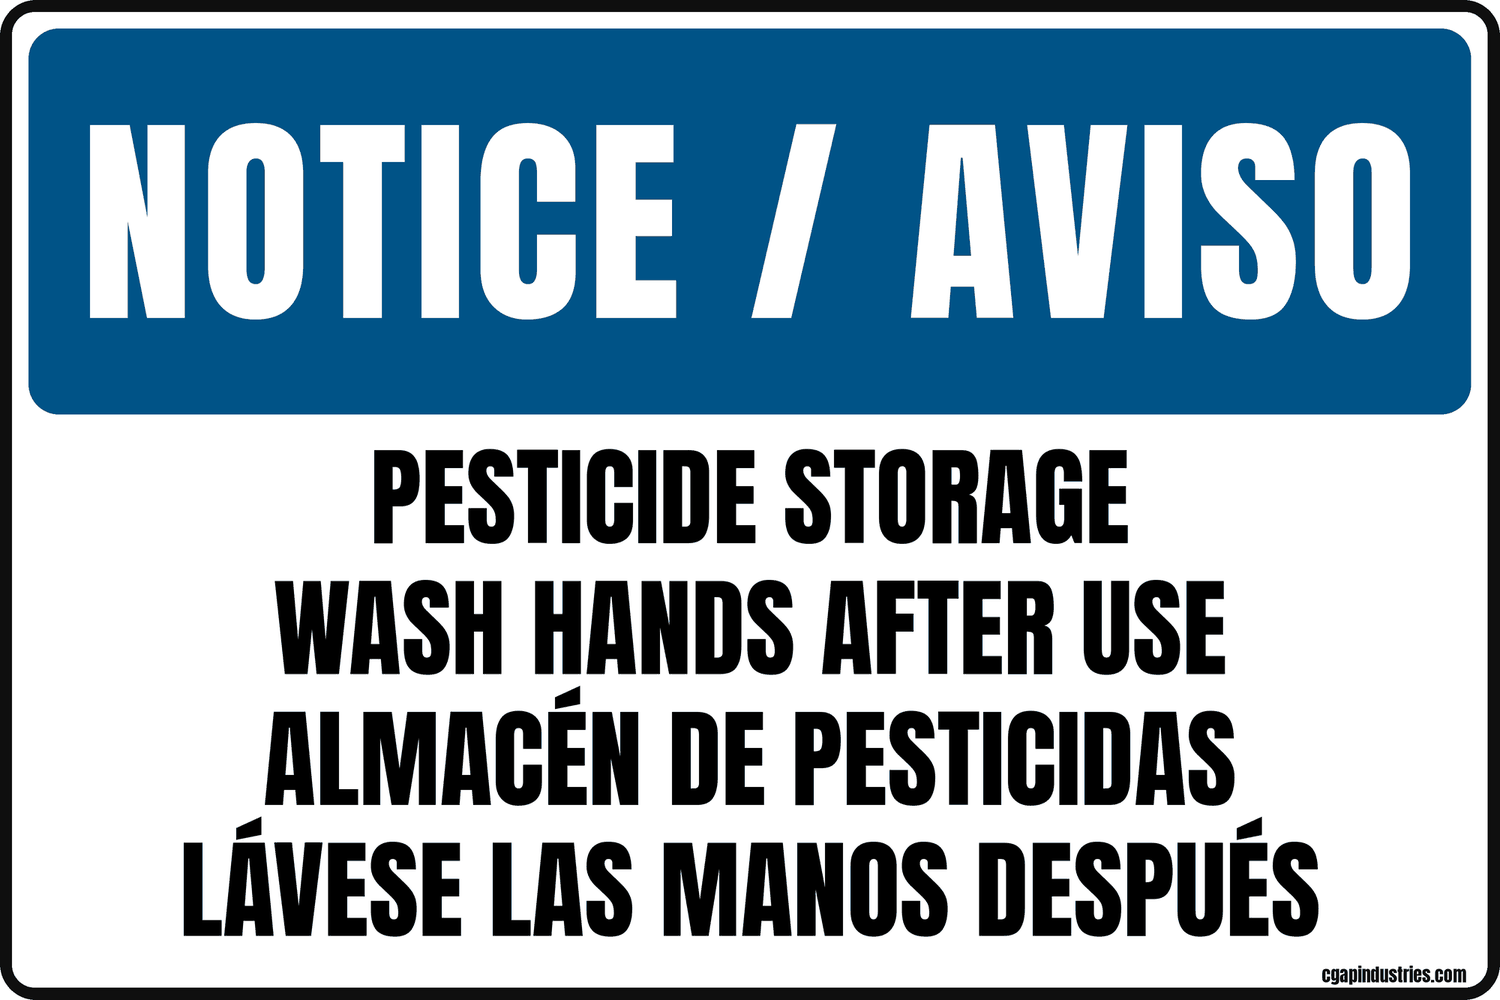 NOTICE / AVISO
PESTICIDE STORAGE
WASH HANDS AFTER USE
ALMACÉN DE PESTICIDAS
LÁVESE LAS MANOS DESPUÉS
cgapindustries.com